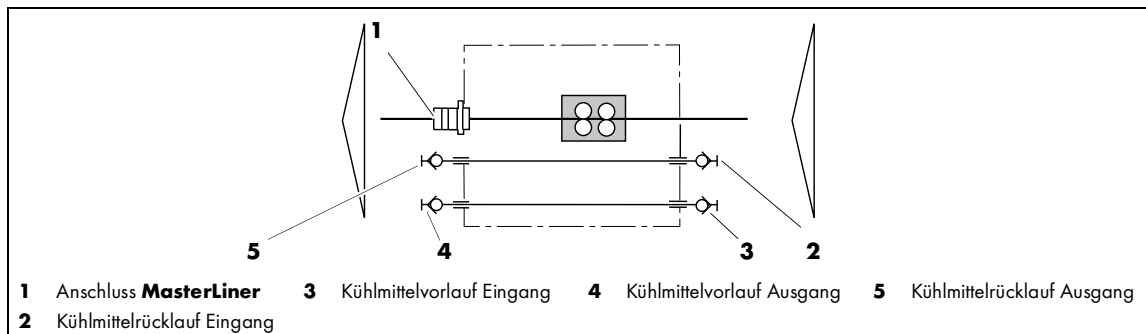 1
5 4 3 2
1 Anschluss MasterLiner 3 Kühlmittelvorlauf Eingang 4 Kühlmittelvorlauf Ausgang 5 Kühlmittelrücklauf Ausgang
2 Kühlmittelrücklauf Eingang